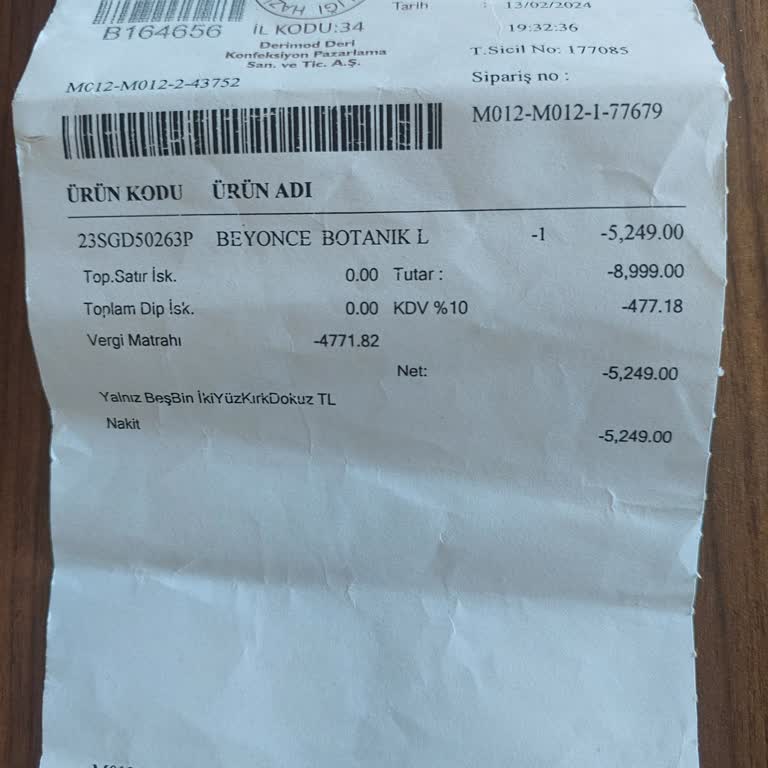 Tarih : 13/02/2024
B164656 İL KODU:34 19:32:36
Derimod Deri
Konfeksiyon Pazarlama
San. ve Tic. A.Ş.
T.Sicil No: 177085
M012-M012-2-43752
Sipariş no :
M012-M012-1-77679
ÜRÜN KODU ÜRÜN ADI
23SGD50263P BEYONCE BOTANIK L -1 -5,249.00
Top.Satır İsk. 0.00 Tutar : -8,999.00
Toplam Dip İsk. 0.00 KDV %10 -477.18
Vergi Matrahı -4771.82
Net: -5,249.00
Yalnız BeşBin İkiYüzKırkDokuz TL
Nakit -5,249.00